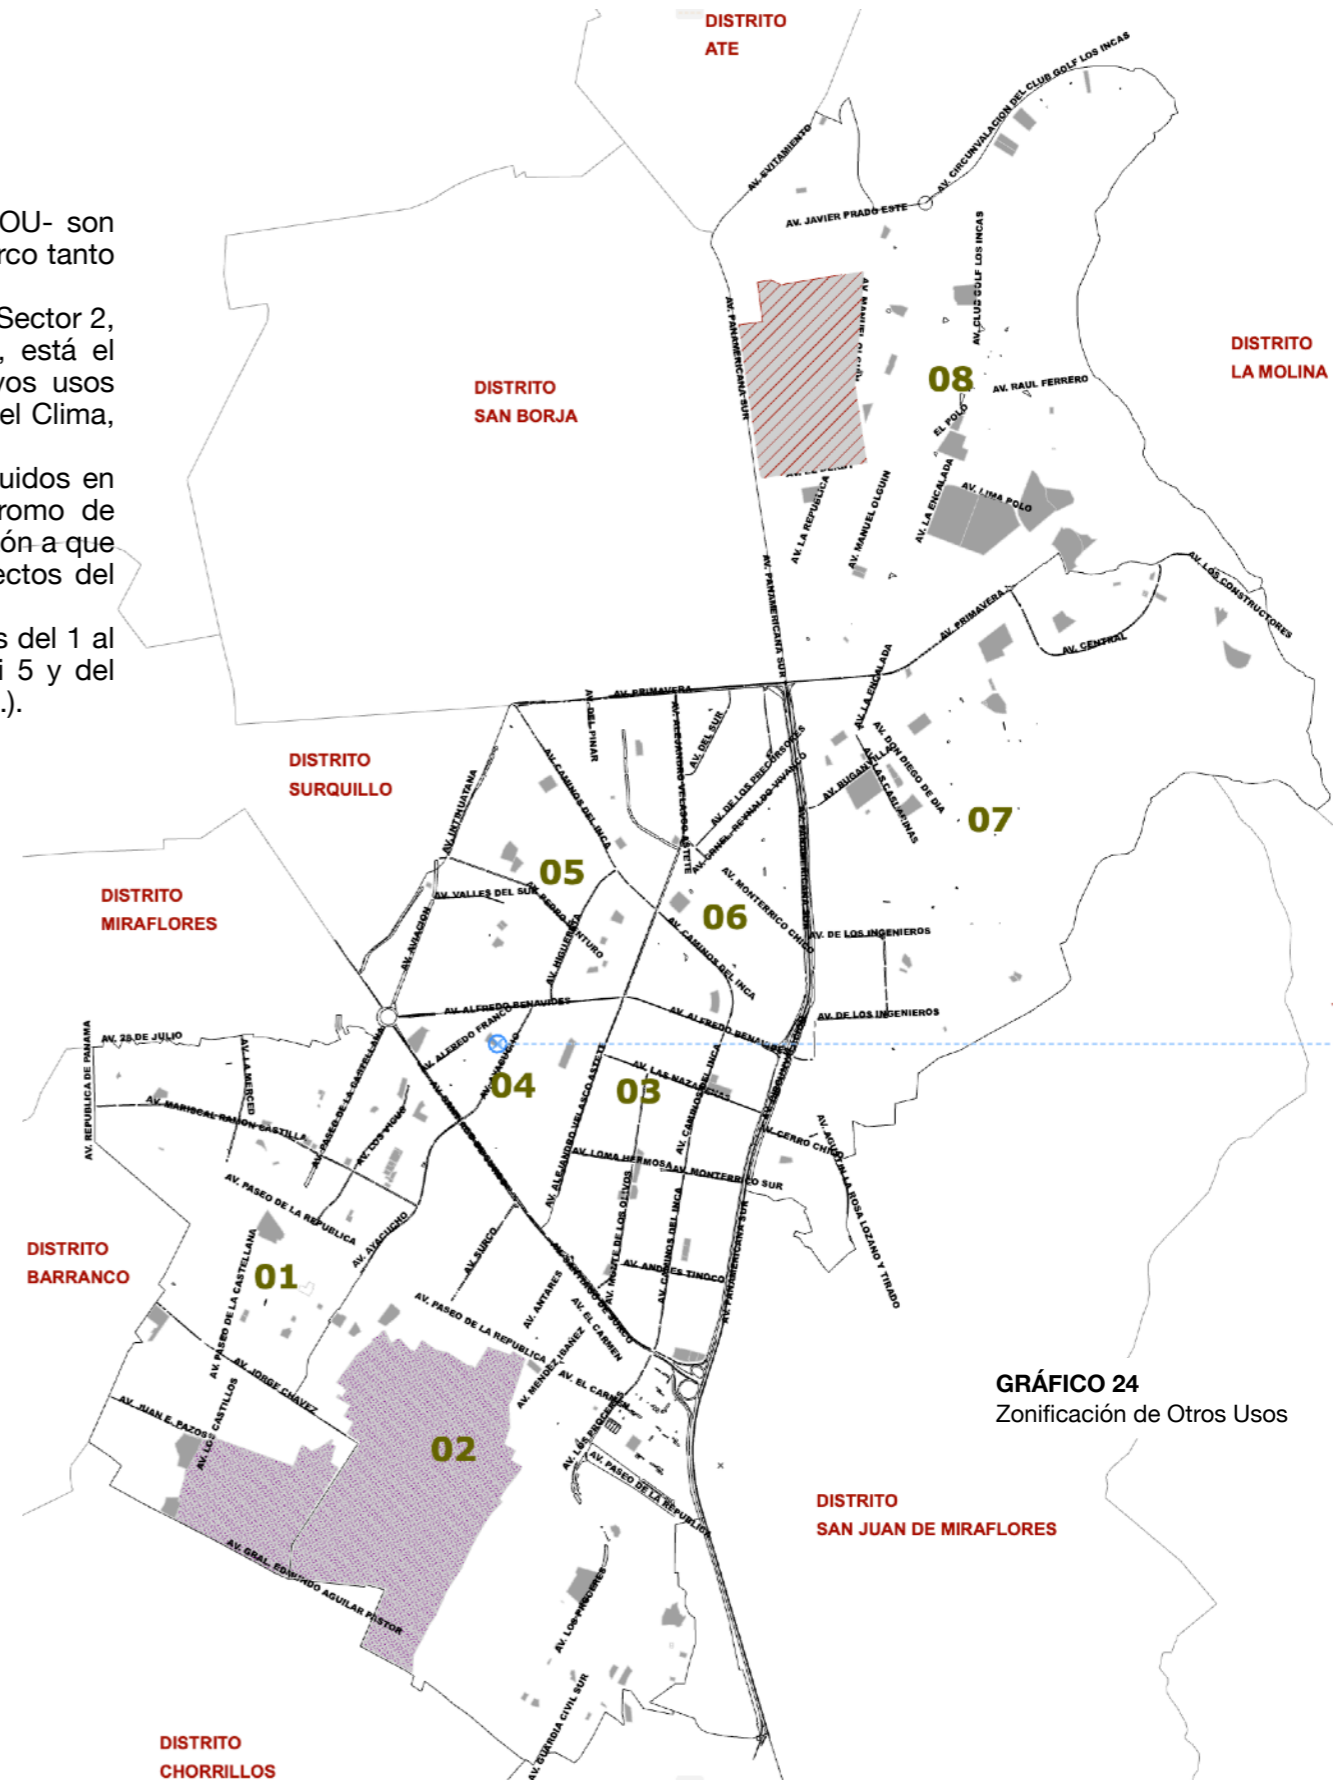 OU- son
rco tanto
Sector 2,
, está el
vos usos
el Clima,
uidos en
romo de
ón a que
ectos del
s del 1 al
i 5 y del
.).
DISTRITO
ATE
AV. CIRCUNVALACION DEL CLUB GOLF LOS INCAS
AV. EVITAMIENTO
AV. JAVIER PRADO ESTE
AV. CLUB GOLF LOS INCAS
AV. PANAMERICANA SUR
DISTRITO
LA MOLINA
DISTRITO
SAN BORJA
08
AV. RAUL FERRERO
EL POLO
AV. LA ENCALADA
AV. LIMA POLO
AV. LA REPUBLICA
AV. MANUEL OLGUIN
AV. PANAMERICANA SUR
AV. LOS CONSTRUCTORES
AV. PRIMAVERA
AV. CENTRAL
AV. LA ENCALADA
AV. PRIMAVERA
AV. DEL PINAR
AV. ALEJANDRO VELASCO ASTETE
AV. DEL SUR
AV. DE LOS PRECURSORES
AV. DON DIEGO DE DIA
AV. LAS CASUARINAS
DISTRITO
SURQUILLO
AV. INTIHUATANA
AV. CAMINOS DEL INCA
07
05
AV. VALLES DEL SUR
AV. MONTERRICO CHICO
DISTRITO
MIRAFLORES
06
AV. AVIACION
AV. HIGUERETA
AV. CAMINOS DEL INCA
AV. DE LOS INGENIEROS
AV. ALFREDO BENAVIDES
AV. ALFREDO BENAVIDES
AV. DE LOS INGENIEROS
AV. 28 DE JULIO
AV. REPUBLICA DE PANAMA
AV. LA MERCED
AV. PASEO DE LA CASTELLANA
AV. ALFREDO FRANCO
04
03
AV. MARISCAL RAMON CASTILLA
AV. LOS VICUS
AV. ALEJANDRO VELASCO ASTETE
AV. CAMINOS DEL INCA
AV. CERRO CHICO
AV. AGUSTIN LA ROSA LOZANO Y TIRADO
AV. LOMA HERMOSA
AV. MONTERRICO SUR
AV. PASEO DE LA REPUBLICA
AV. AYACUCHO
AV. SURCO
AV. CAMINOS DEL INCA
AV. PANAMERICANA SUR
DISTRITO
BARRANCO
AV. PASEO DE LA CASTELLANA
01
AV. ANDRES TINOCO
AV. ANTARES
AV. EL CARMEN
AV. PASEO DE LA REPUBLICA
AV. MENDEZ IBAÑEZ
AV. EL CARMEN
AV. JORGE CHAVEZ
AV. JUAN E. PAZOS
AV. LOS CASTILLOS
02
AV. LOS PROCERES
AV. PASEO DE LA REPUBLICA
GRÁFICO 24
Zonificación de Otros Usos
DISTRITO
SAN JUAN DE MIRAFLORES
AV. GRAL. EDMUNDO AGUILAR PASTOR
AV. LOS PROCERES
AV. GUARDIA CIVIL SUR
DISTRITO
CHORRILLOS